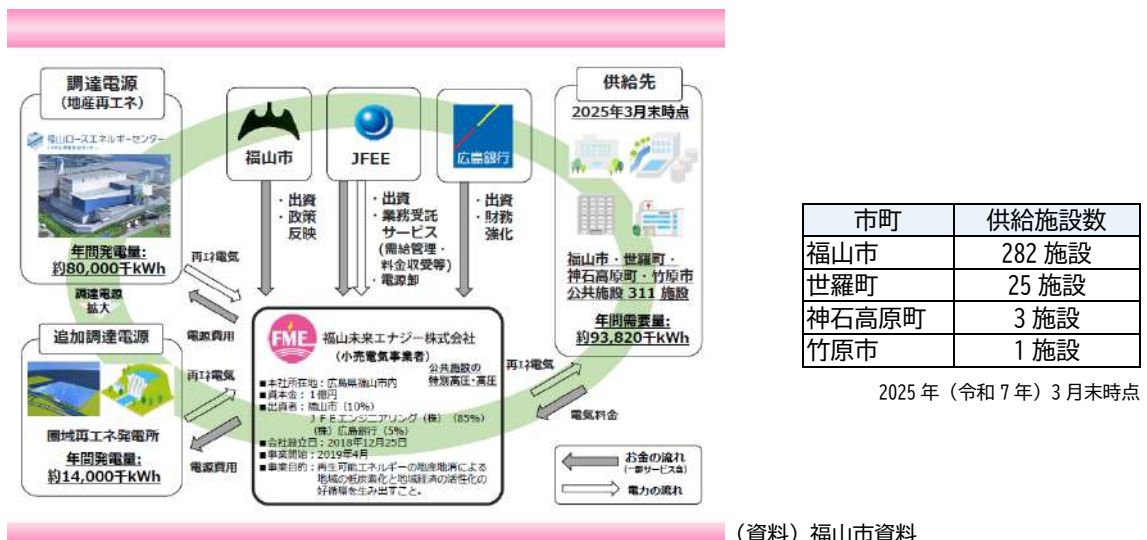 調達電源
(地産再エネ)
福山ローズエネルギーセンター
年間発電量:
約80,000千kWh
調達電源
拡大
追加調達電源
圏域再エネ発電所
年間発電量:
約14,000千kWh
再エネ電気
電源費用
再エネ電気
電源費用
福山市
・出資
・政策
反映
JFEE
・出資
・業務受託
サービス
(需給管理・
料金収受等)
・電源卸
広島銀行
・出資
・財務
強化
FME
福山未来エナジー株式会社
(小売電気事業者)
■本社所在地:広島県福山市内
■資本金:1億円
■出資者:福山市(10%)
JFEエンジニアリング(株)(85%)
(株)広島銀行(5%)
■会社設立日:2018年12月25日
■事業開始:2019年4月
■事業目的:再生可能エネルギーの地産地消による
地域の低炭素化と地域経済の活性化の
好循環を生み出すこと。
公共施設の
特別高圧・高圧
再エネ電気
電気料金
供給先
2025年3月末時点
福山市・世羅町・
神石高原町・竹原市
公共施設 311 施設
年間需要量:
約93,820千kWh
お金の流れ
(一部サービス含)
電力の流れ
市町 供給施設数
福山市 282 施設
世羅町 25 施設
神石高原町 3 施設
竹原市 1 施設
2025 年(令和 7 年)3 月末時点
(資料)福山市資料